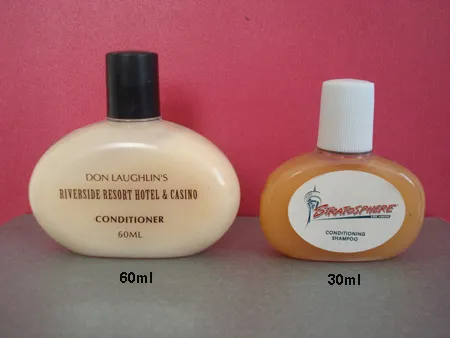 DON LAUGHLIN'S
RIVERSIDE RESORT HOTEL & CASINO
CONDITIONER
60ML
STRATOSPHERE
CONDITIONING
SHAMPOO
60ml
30ml